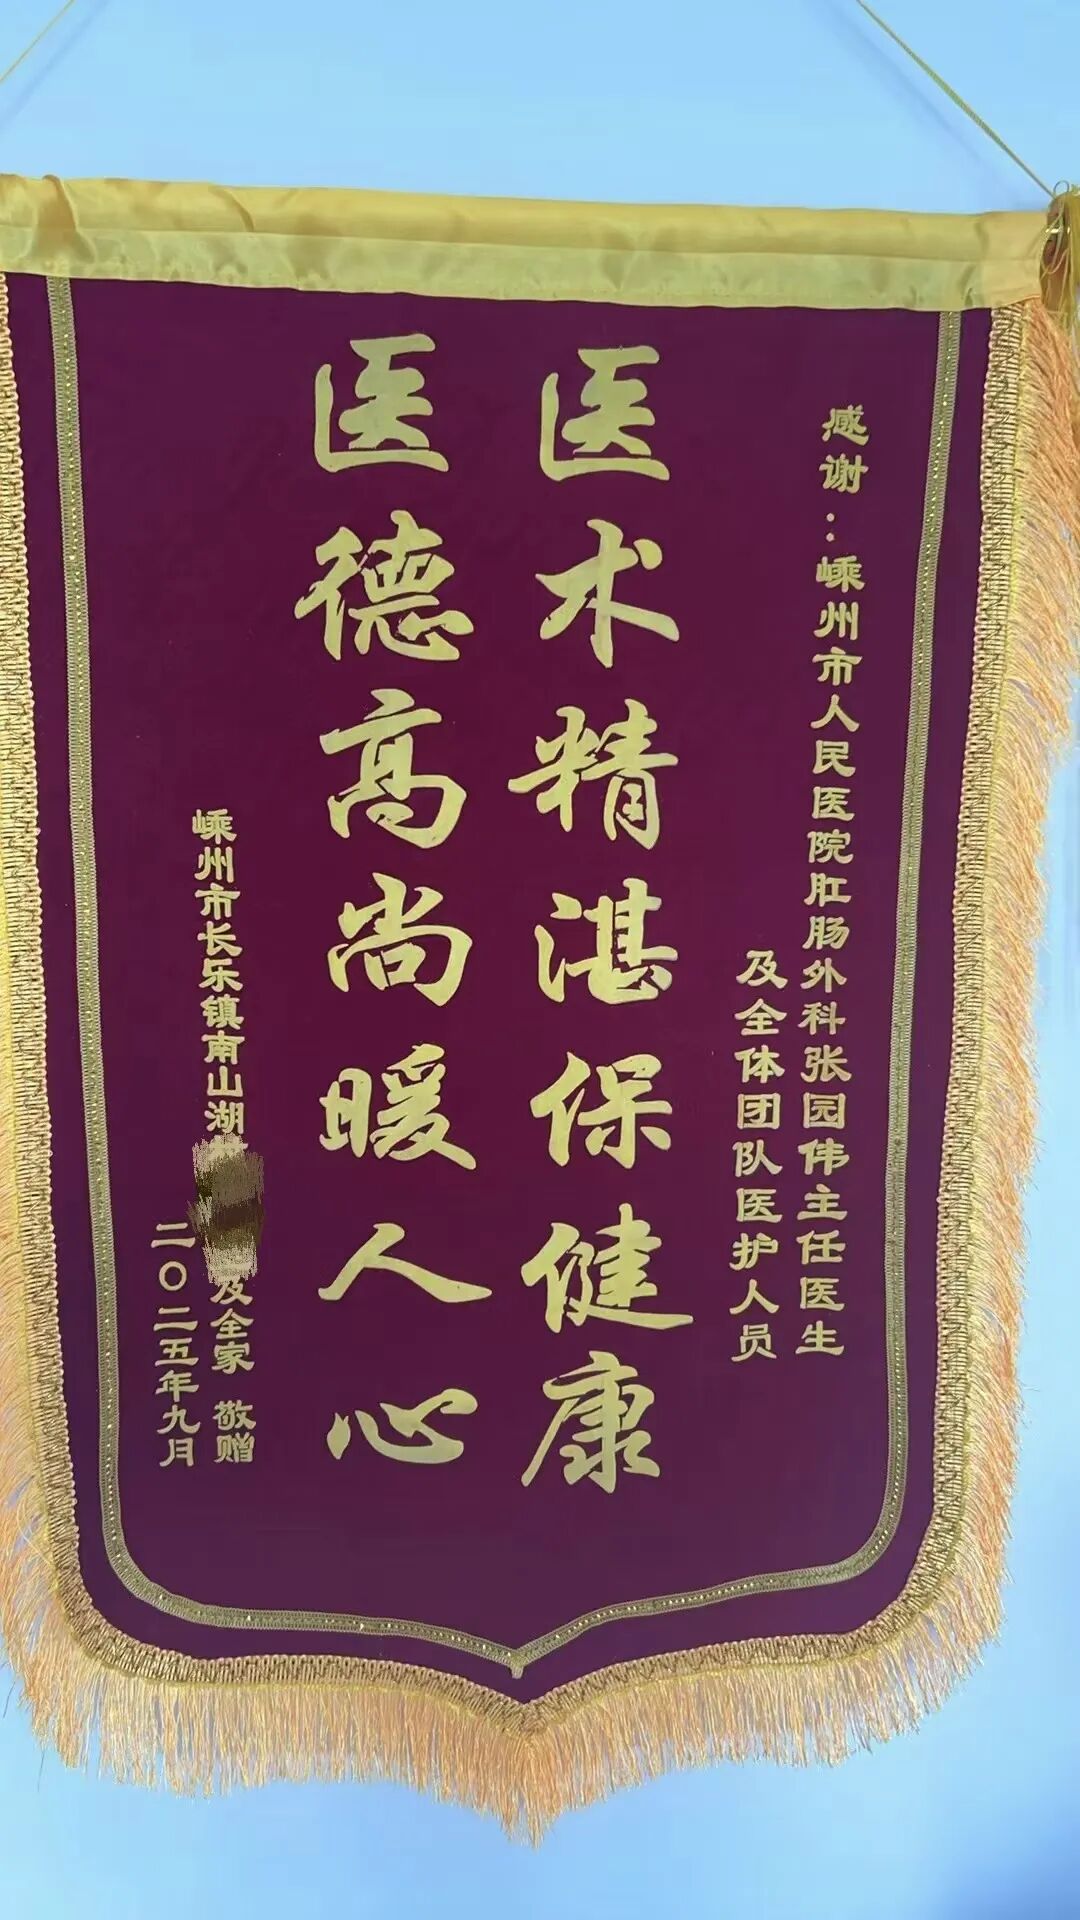 感谢：嵊州市人民医院肛肠外科张园伟主任医生
及全体团队医护人员
医术精湛保健康
医德高尚暖人心
嵊州市长乐镇南山湖及全家 敬赠
二〇二五年九月